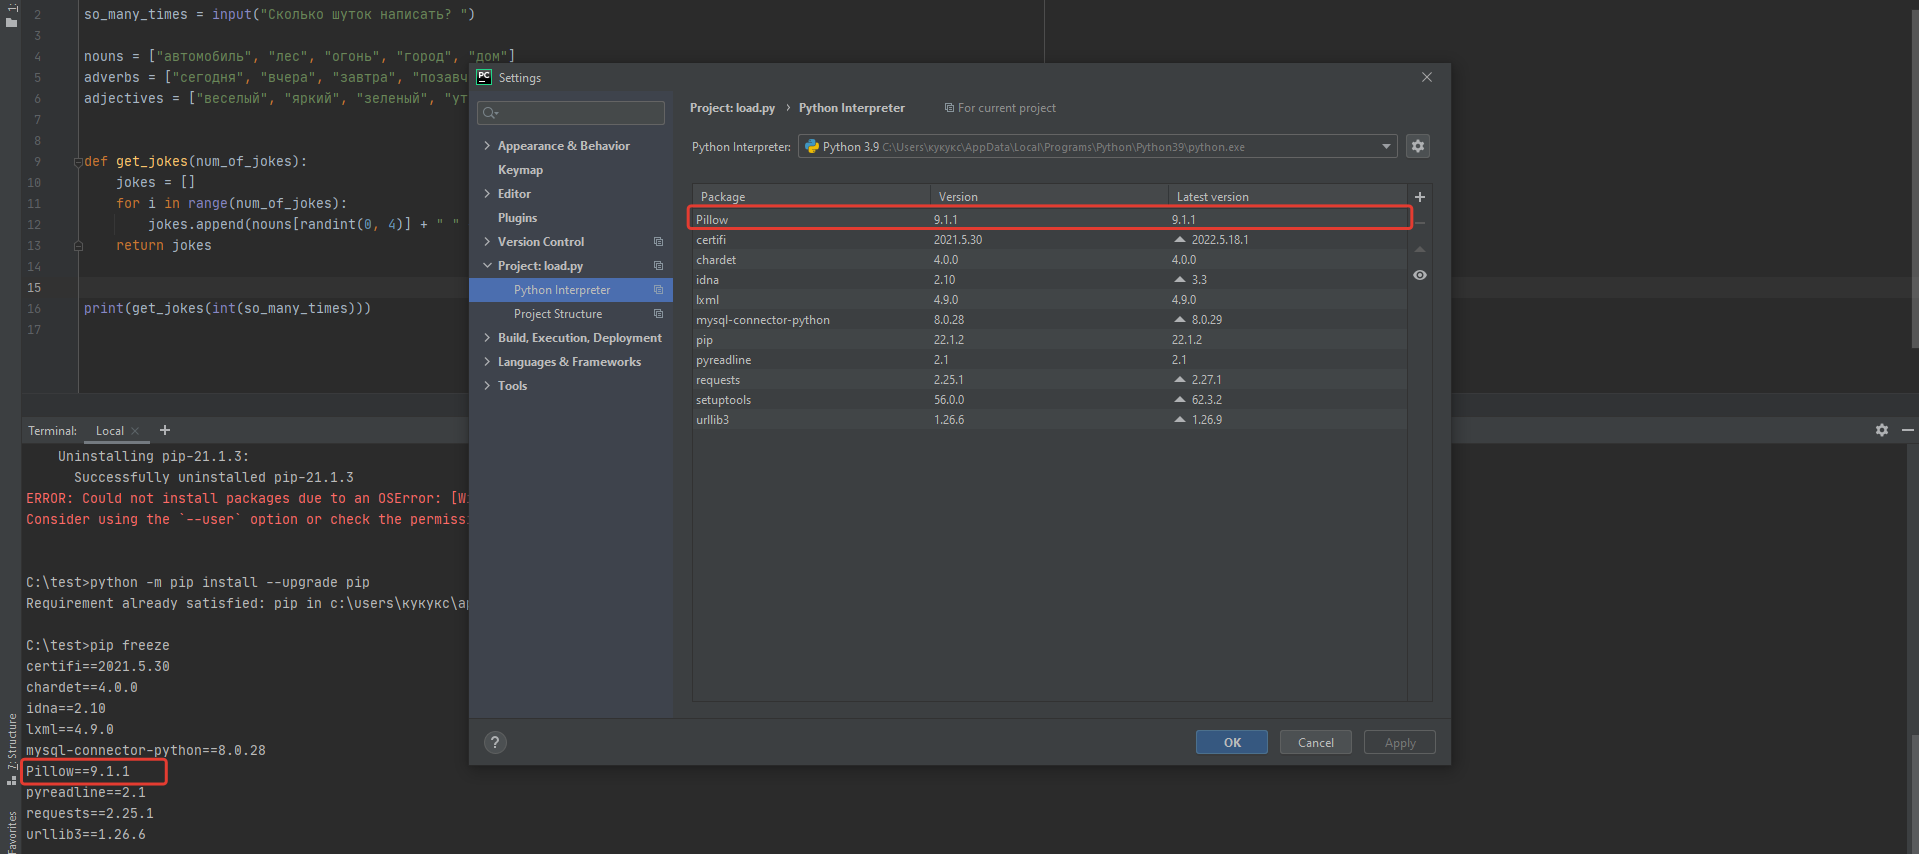 1:
2 so_many_times = input("Сколько шуток написать? ")
3
4 nouns = ["автомобиль", "лес", "огонь", "город", "дом"]
5 adverbs = ["сегодня", "вчера", "завтра", "позавч
6 adjectives = ["веселый", "яркий", "зеленый", "ут
7
8
9 def get_jokes(num_of_jokes):
10 jokes = []
11 for i in range(num_of_jokes):
12 jokes.append(nouns[randint(0, 4)] + " "
13 return jokes
14
15
16 print(get_jokes(int(so_many_times)))
17
PC Settings
Appearance & Behavior
Keymap
Editor
Plugins
Version Control
Project: load.py
Python Interpreter
Project Structure
Build, Execution, Deployment
Languages & Frameworks
Tools
Project: load.py › Python Interpreter For current project
Python Interpreter: Python 3.9 C:\Users\кукукс\AppData\Local\Programs\Python\Python39\python.exe
Package Version Latest version
Pillow 9.1.1 9.1.1
certifi 2021.5.30 2022.5.18.1
chardet 4.0.0 4.0.0
idna 2.10 3.3
lxml 4.9.0 4.9.0
mysql-connector-python 8.0.28 8.0.29
pip 22.1.2 22.1.2
pyreadline 2.1 2.1
requests 2.25.1 2.27.1
setuptools 56.0.0 62.3.2
urllib3 1.26.6 1.26.9
? OK Cancel Apply
Terminal: Local
Uninstalling pip-21.1.3:
Successfully uninstalled pip-21.1.3
ERROR: Could not install packages due to an OSError: [Wi
Consider using the `--user` option or check the permissi
C:\test>python -m pip install --upgrade pip
Requirement already satisfied: pip in c:\users\кукукс\ap
C:\test>pip freeze
certifi==2021.5.30
chardet==4.0.0
idna==2.10
lxml==4.9.0
mysql-connector-python==8.0.28
Pillow==9.1.1
pyreadline==2.1
requests==2.25.1
urllib3==1.26.6
7: Structure
Favorites